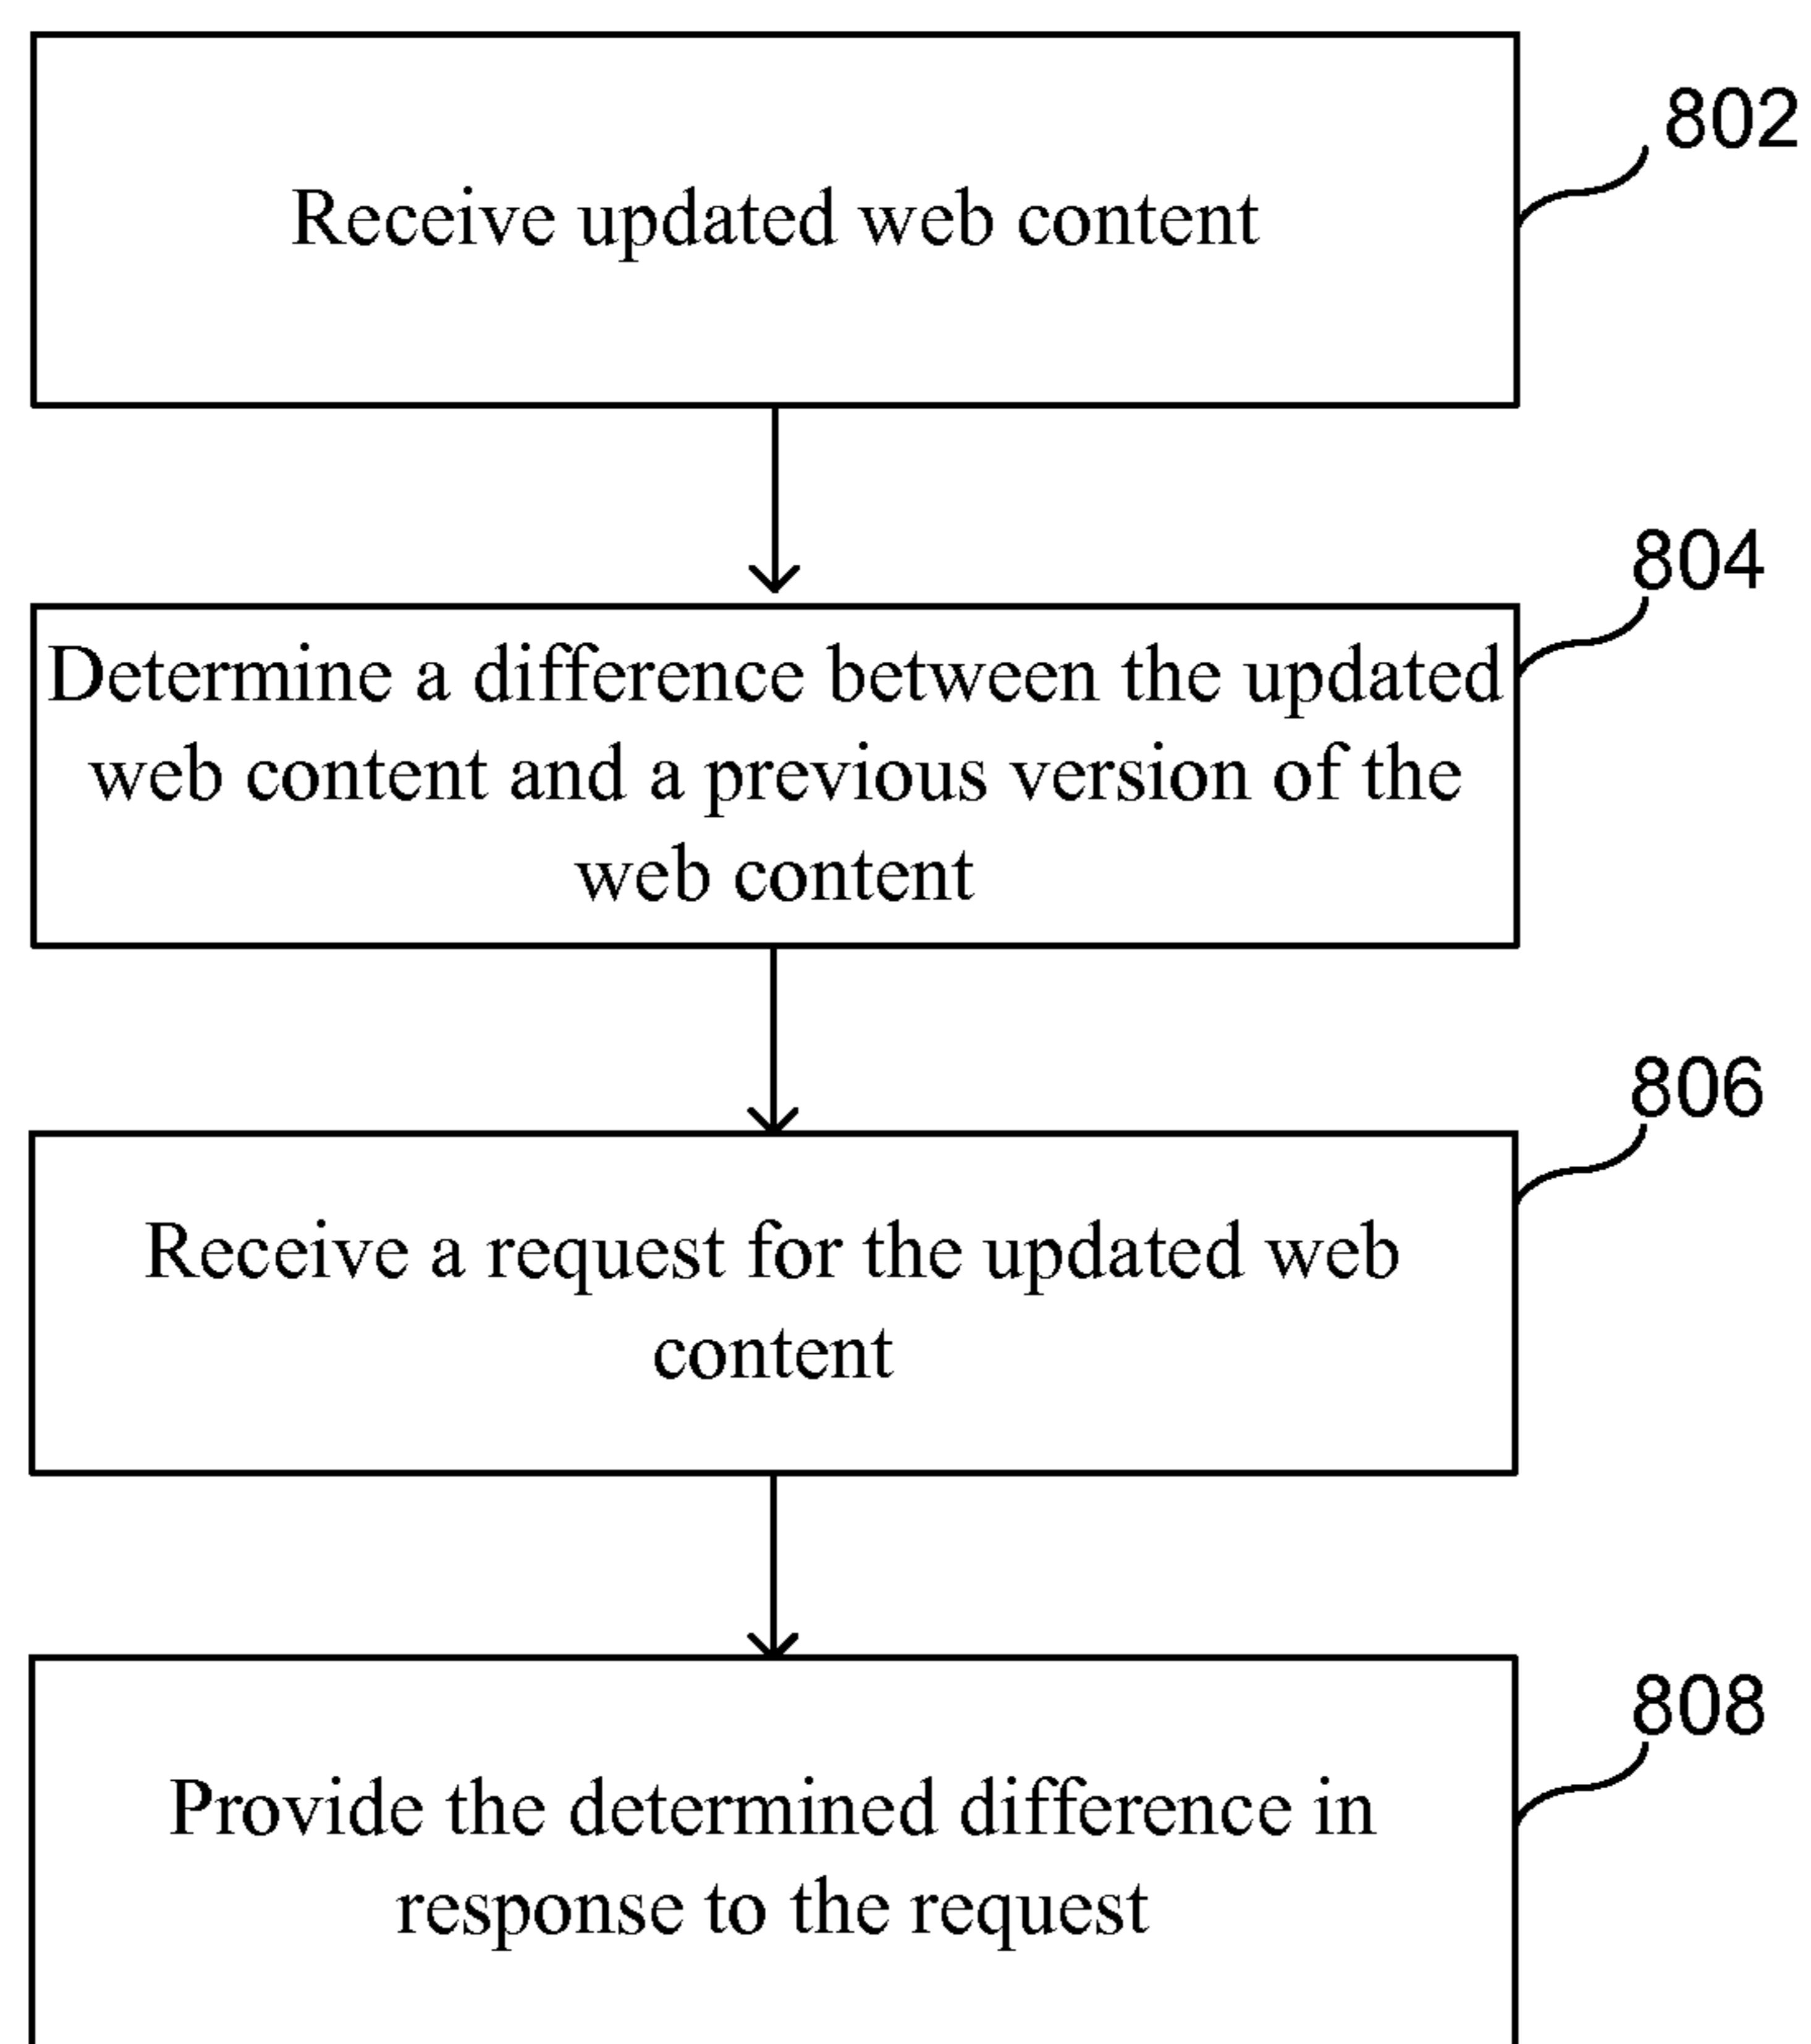 802
Receive updated web content
804
Determine a difference between the updated
web content and a previous version of the
web content
806
Receive a request for the updated web
content
808
Provide the determined difference in
response to the request